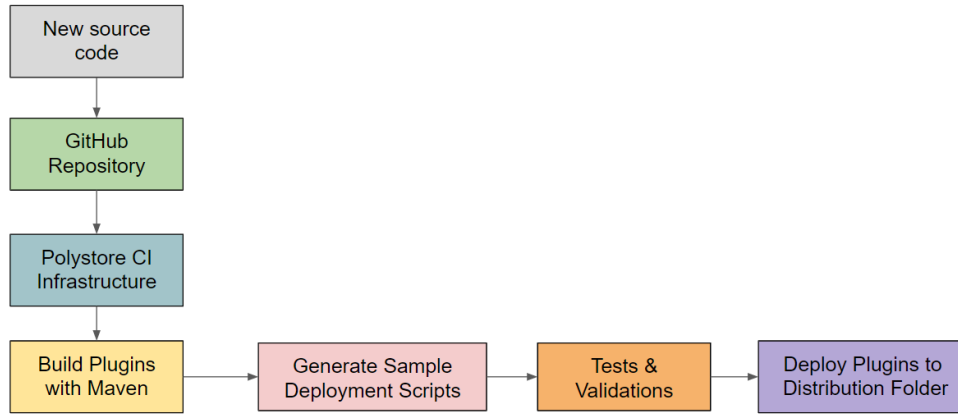 New source
code
GitHub
Repository
Polystore CI
Infrastructure
Build Plugins
with Maven
Generate Sample
Deployment Scripts
Tests &
Validations
Deploy Plugins to
Distribution Folder